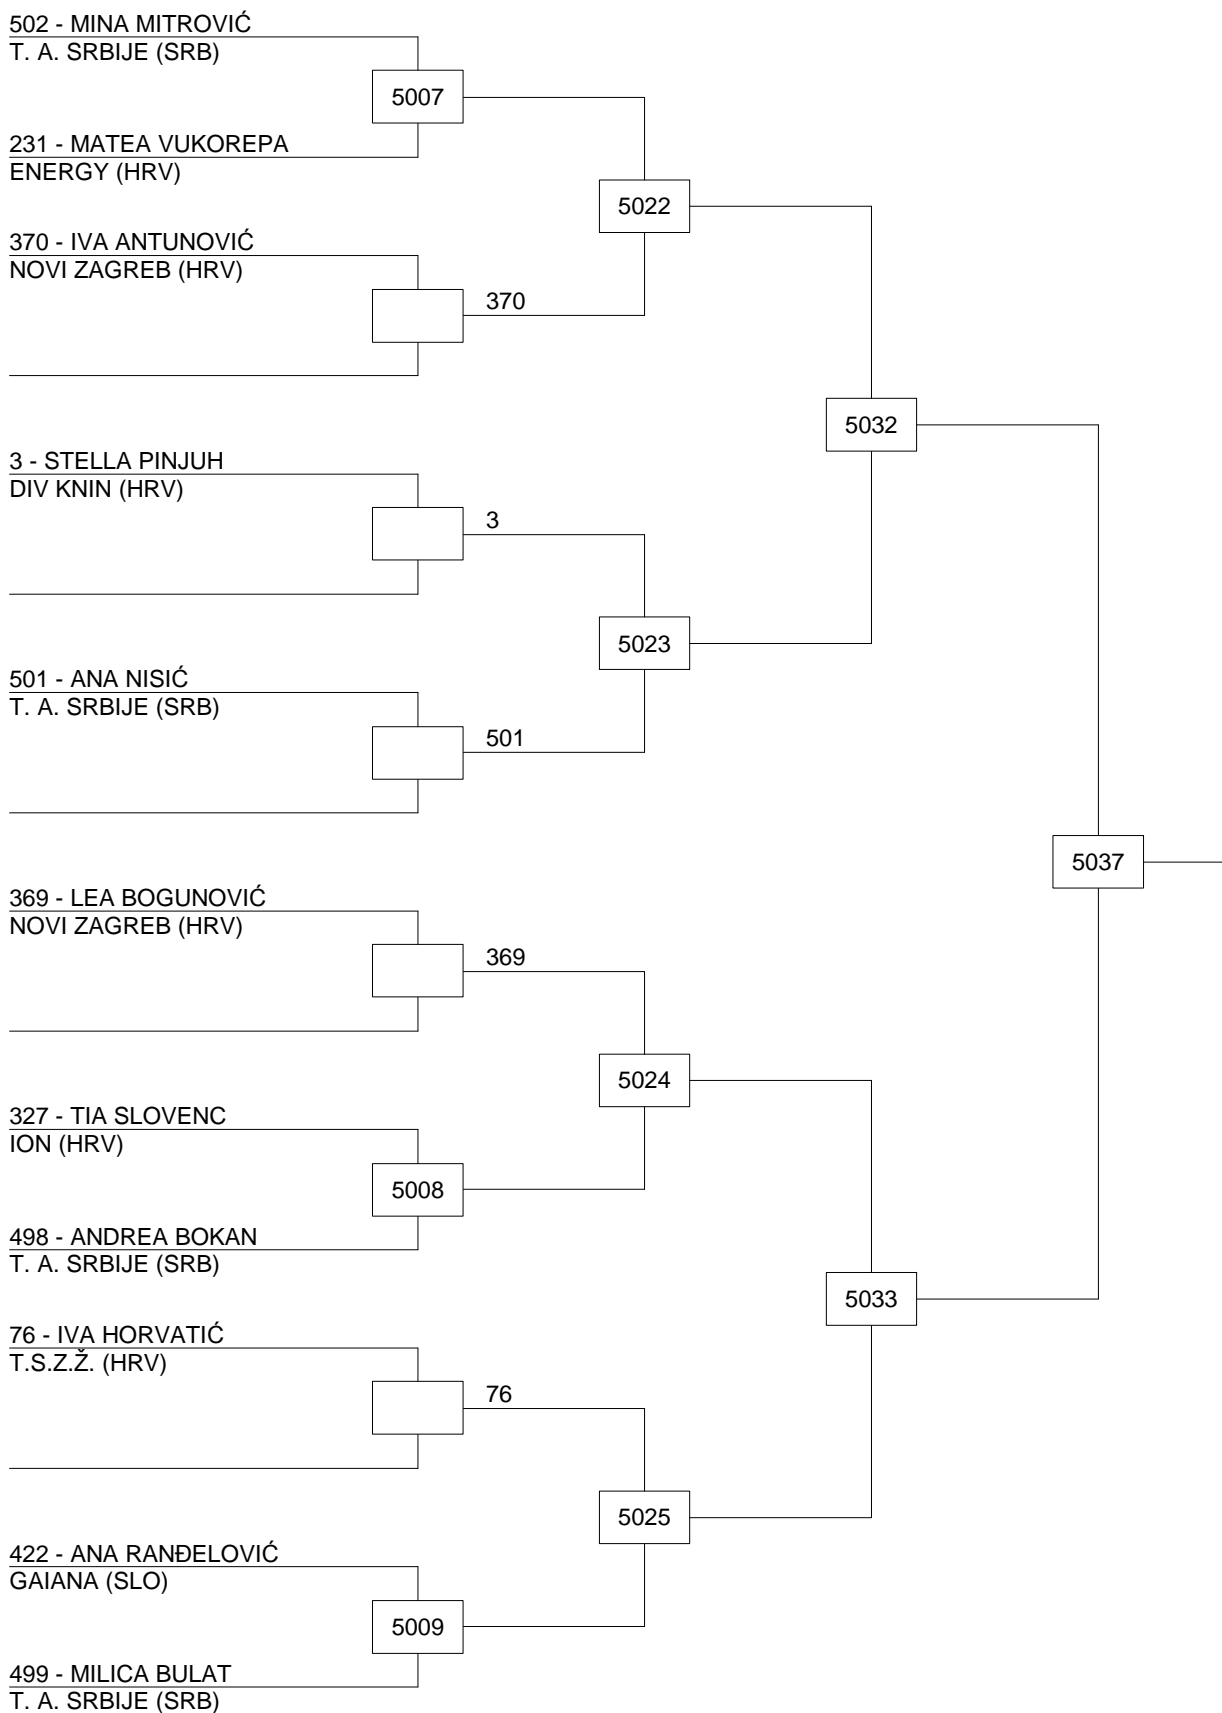 502 - MINA MITROVIĆ
T. A. SRBIJE (SRB)
5007
231 - MATEA VUKOREPA
ENERGY (HRV)
5022
370 - IVA ANTUNOVIĆ
NOVI ZAGREB (HRV)
370
5032
3 - STELLA PINJUH
DIV KNIN (HRV)
3
5023
501 - ANA NISIĆ
T. A. SRBIJE (SRB)
501
5037
369 - LEA BOGUNOVIĆ
NOVI ZAGREB (HRV)
369
5024
327 - TIA SLOVENC
ION (HRV)
5008
498 - ANDREA BOKAN
T. A. SRBIJE (SRB)
5033
76 - IVA HORVATIĆ
T.S.Z.Ž. (HRV)
76
5025
422 - ANA RANĐELOVIĆ
GAIANA (SLO)
5009
499 - MILICA BULAT
T. A. SRBIJE (SRB)